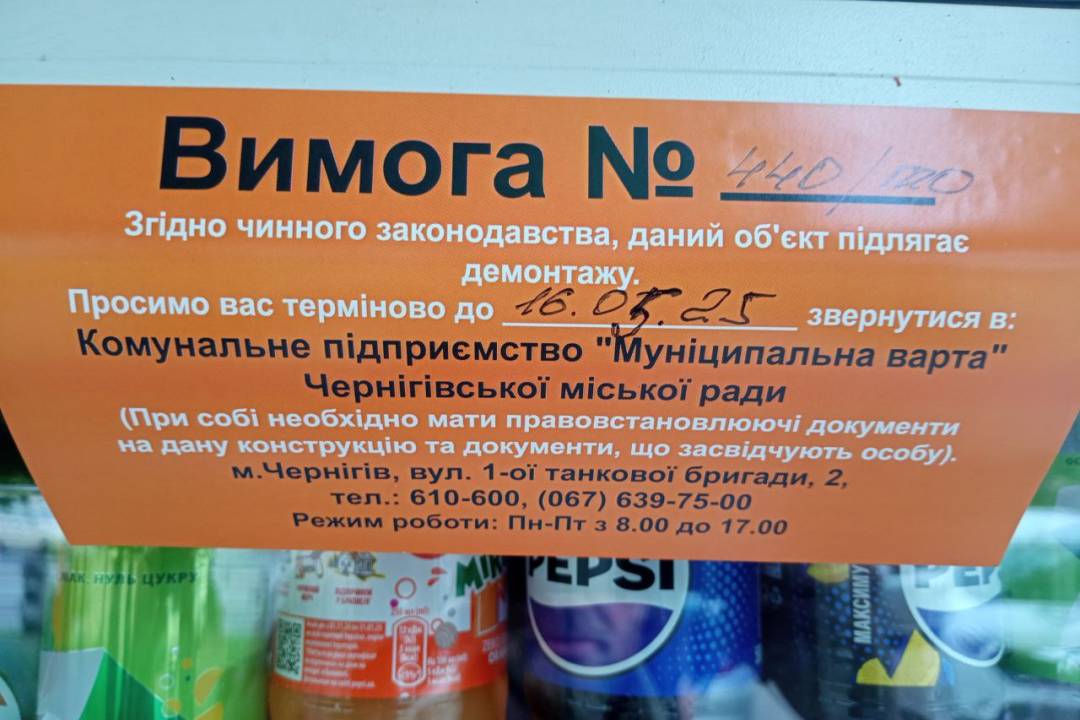 Вимога № 440/
Згідно чинного законодавства, даний об'єкт підлягає
демонтажу.
Просимо вас терміново до 16.05.25 звернутися в:
Комунальне підприємство "Муніципальна варта"
Чернігівської міської ради
(При собі необхідно мати правовстановлюючі документи
на дану конструкцію та документи, що засвідчують особу).
м.Чернігів, вул. 1-ої танкової бригади, 2,
тел.: 610-600, (067) 639-75-00
Режим роботи: Пн-Пт з 8.00 до 17.00
НУЛЬ ЦУКРУ
PEPSI